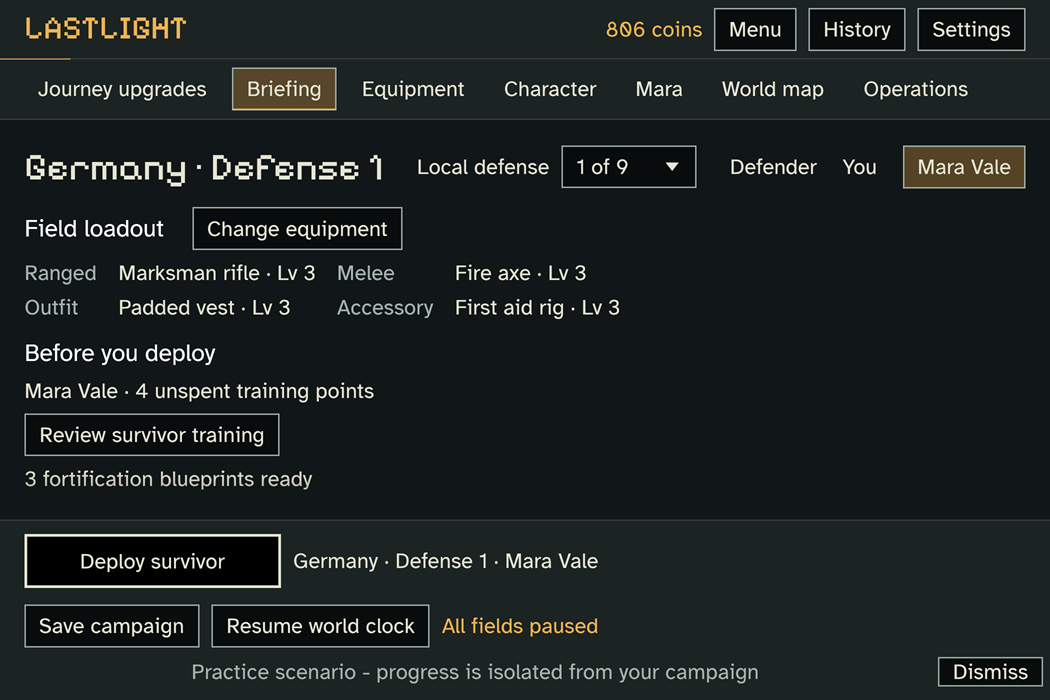 LASTLIGHT 806 coins Menu History Settings
Journey upgrades Briefing Equipment Character Mara World map Operations
Germany · Defense 1 Local defense 1 of 9 Defender You Mara Vale
Field loadout Change equipment
Ranged Marksman rifle · Lv 3 Melee Fire axe · Lv 3
Outfit Padded vest · Lv 3 Accessory First aid rig · Lv 3
Before you deploy
Mara Vale · 4 unspent training points
Review survivor training
3 fortification blueprints ready
Deploy survivor Germany · Defense 1 · Mara Vale
Save campaign Resume world clock All fields paused
Practice scenario - progress is isolated from your campaign Dismiss